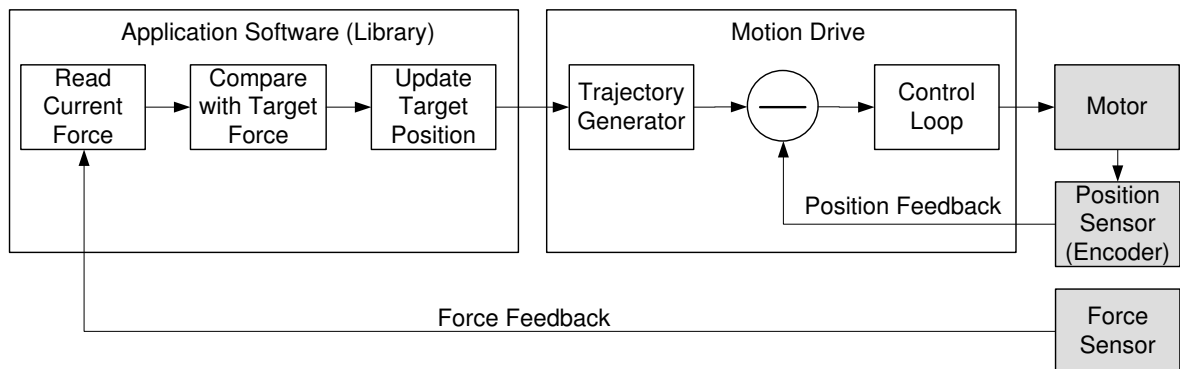 Application Software (Library)
Read
Current
Force
Compare
with Target
Force
Update
Target
Position
Motion Drive
Trajectory
Generator
Control
Loop
Motor
Position Feedback
Position
Sensor
(Encoder)
Force Feedback
Force
Sensor